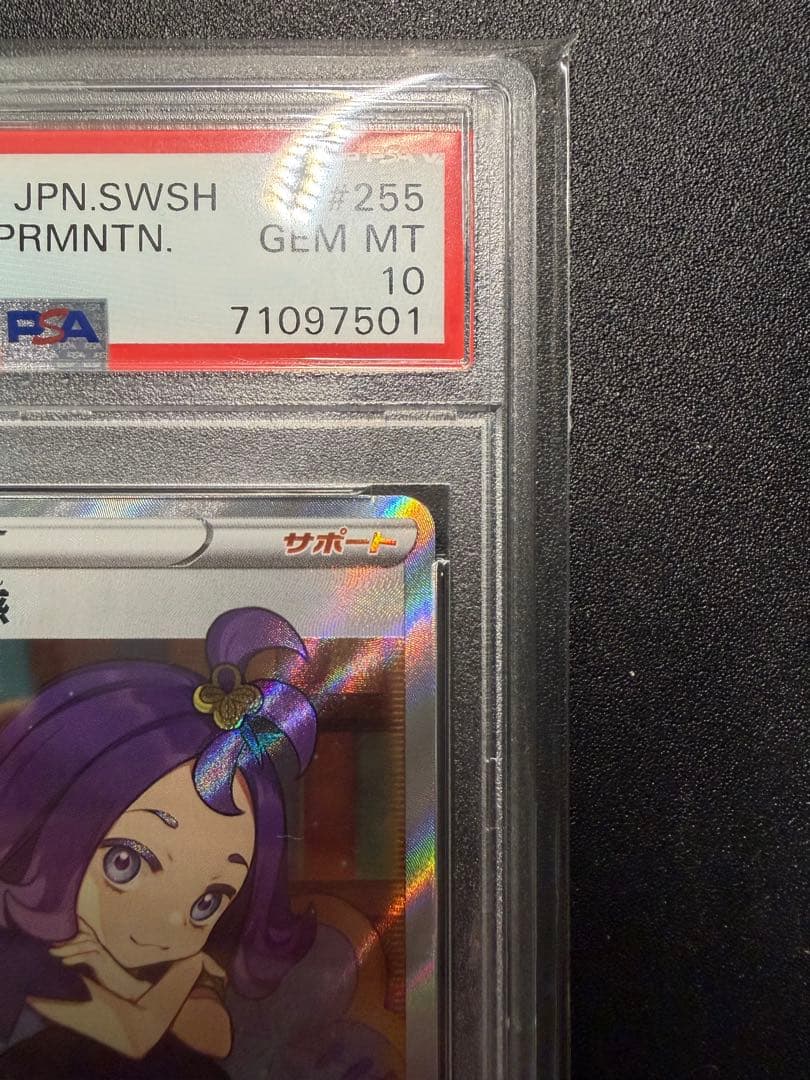 JPN.SWSH #255
PRMNTN. GEM MT
10
PSA 71097501
サポート